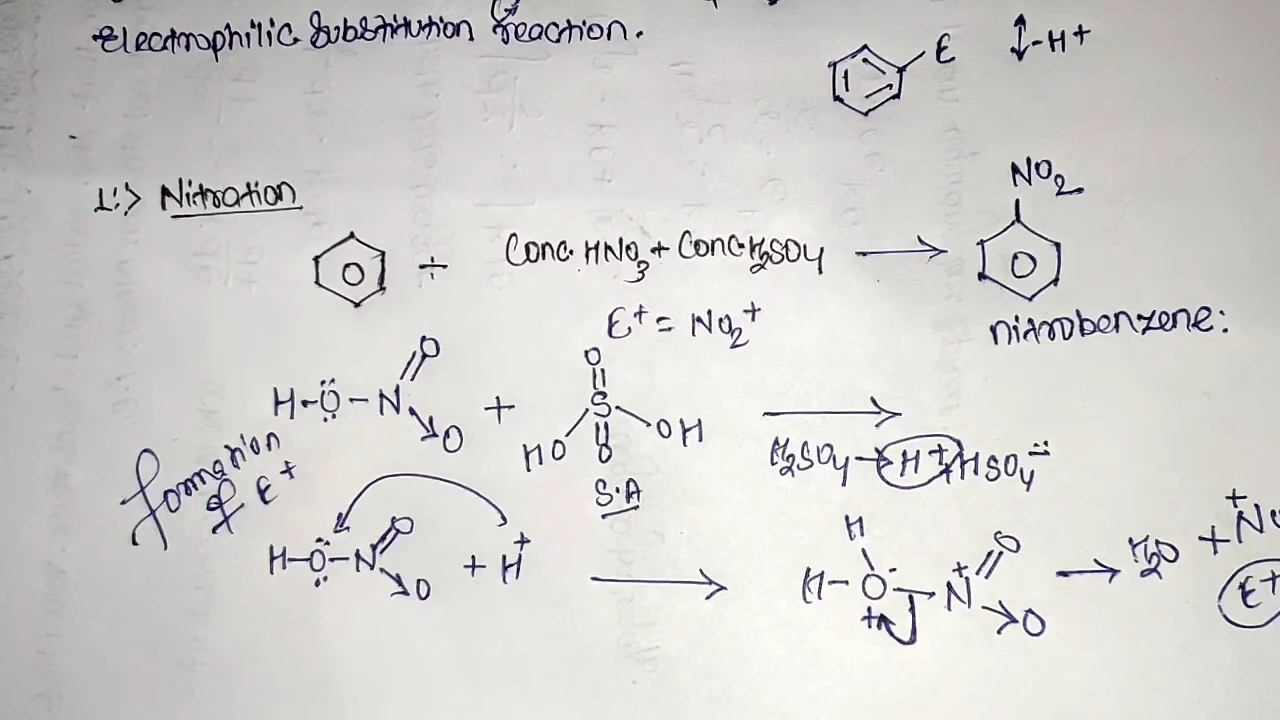 Electrophilic Substitution reaction.
E -H+
1:> Nitration
NO2
+ Conc. HNO3 + Conc. H2SO4 →
E+ = NO2+
nitrobenzene:
H-O-N O O + O S O HO OH → 
H2SO4 → H+ + HSO4-
S.A
formation of E+
H-O-N O O + H+ → H H-O + N+ O O → H2O + +N
E+